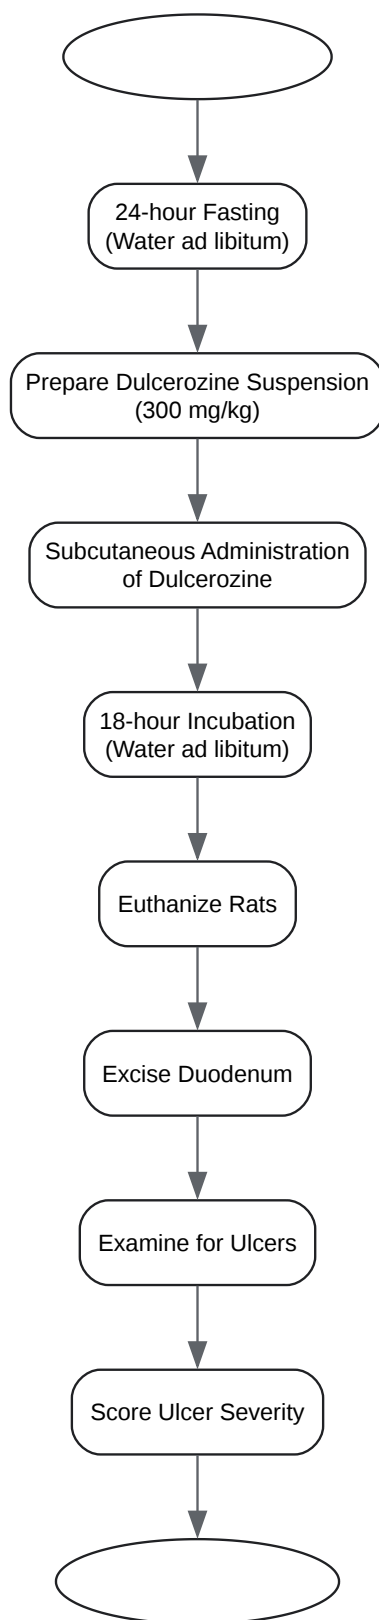 24-hour Fasting
(Water ad libitum)
Prepare Dulcerozine Suspension
(300 mg/kg)
Subcutaneous Administration
of Dulcerozine
18-hour Incubation
(Water ad libitum)
Euthanize Rats
Excise Duodenum
Examine for Ulcers
Score Ulcer Severity